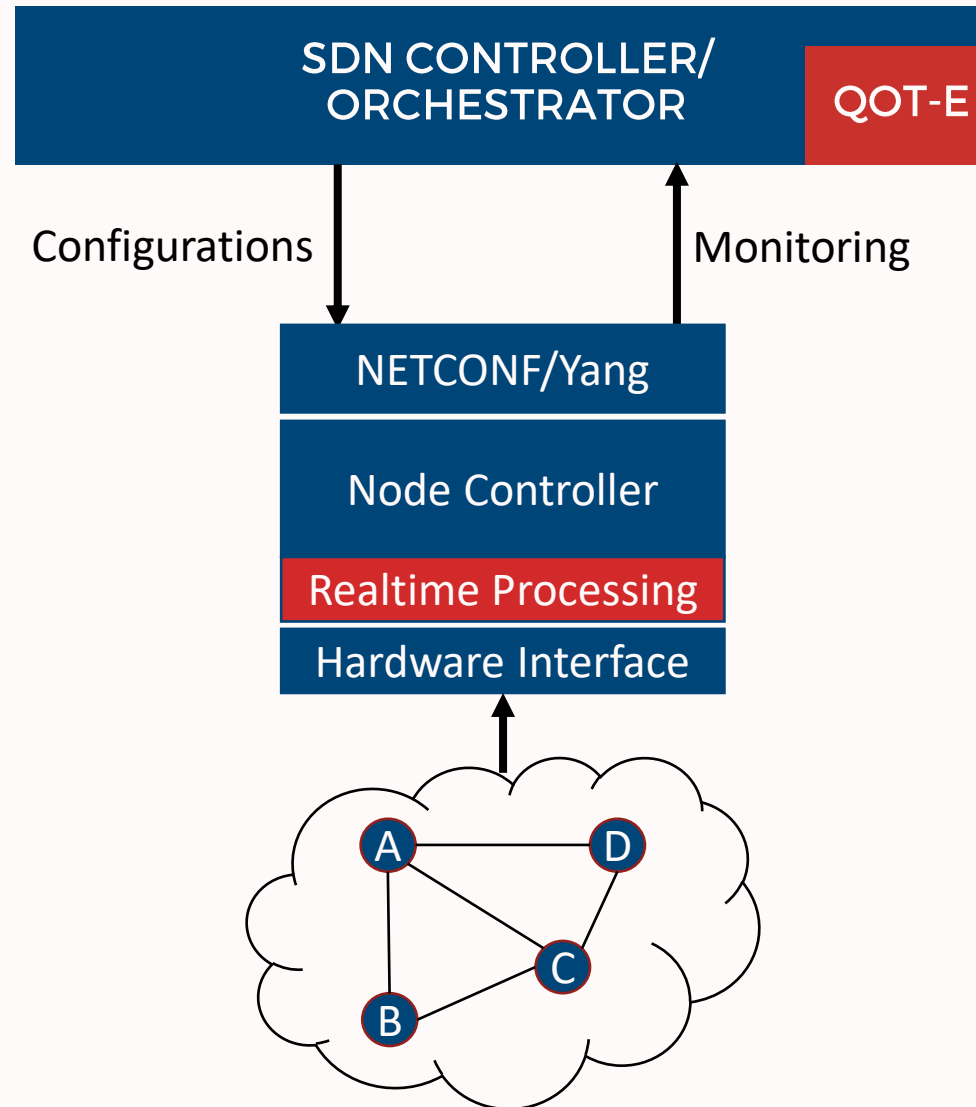 SDN CONTROLLER/
ORCHESTRATOR
QOT-E
Configurations
Monitoring
NETCONF/Yang
Node Controller
Realtime Processing
Hardware Interface
A
D
C
B